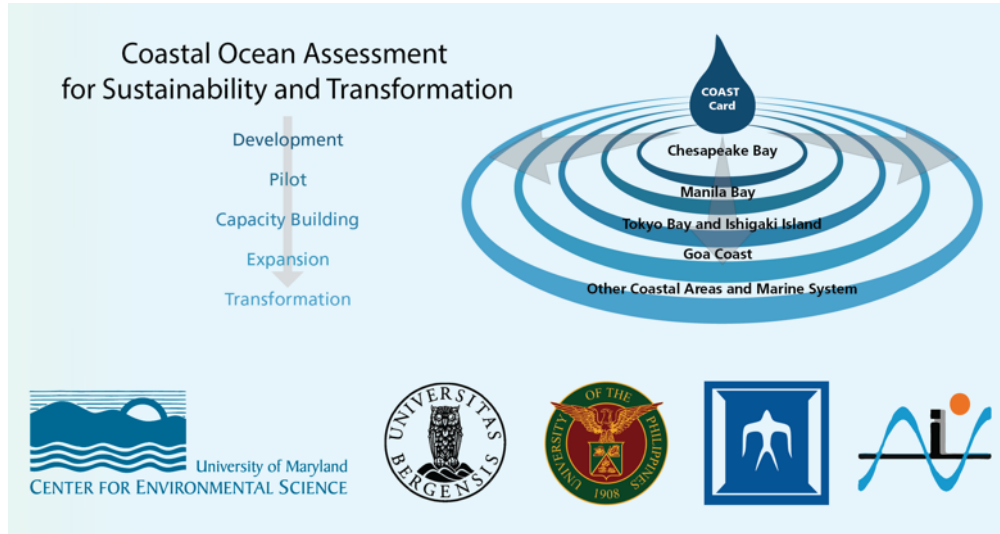 Coastal Ocean Assessment
for Sustainability and Transformation
Development
Pilot
Capacity Building
Expansion
Transformation
COAST
Card
Chesapeake Bay
Manila Bay
Tokyo Bay and Ishigaki Island
Goa Coast
Other Coastal Areas and Marine System
University of Maryland
CENTER FOR ENVIRONMENTAL SCIENCE
UNIVERSITAS
BERGENSIS
UNIVERSITY OF THE PHILIPPINES
1908